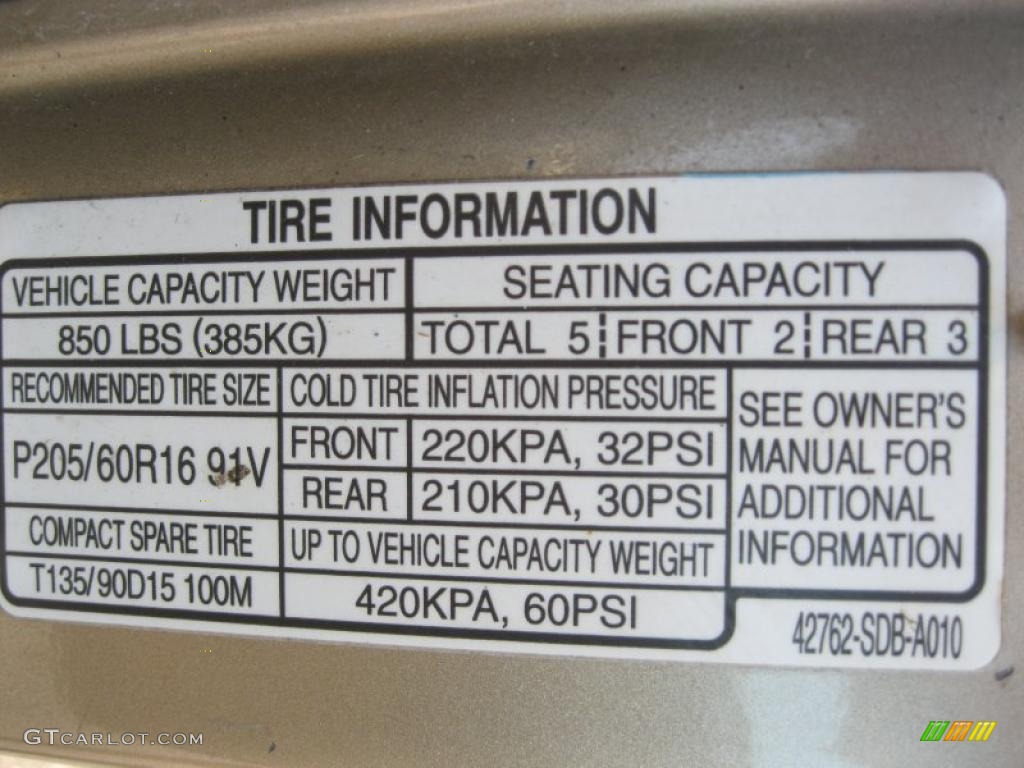 TIRE INFORMATION
VEHICLE CAPACITY WEIGHT
SEATING CAPACITY
850 LBS (385KG)
TOTAL 5 FRONT 2 REAR 3
RECOMMENDED TIRE SIZE
COLD TIRE INFLATION PRESSURE
P205/60R16 91V
FRONT 220KPA, 32PSI
REAR 210KPA, 30PSI
SEE OWNER'S
MANUAL FOR
ADDITIONAL
INFORMATION
COMPACT SPARE TIRE
UP TO VEHICLE CAPACITY WEIGHT
T135/90D15 100M
420KPA, 60PSI
42762-SDB-A010
GTCARLOT.COM